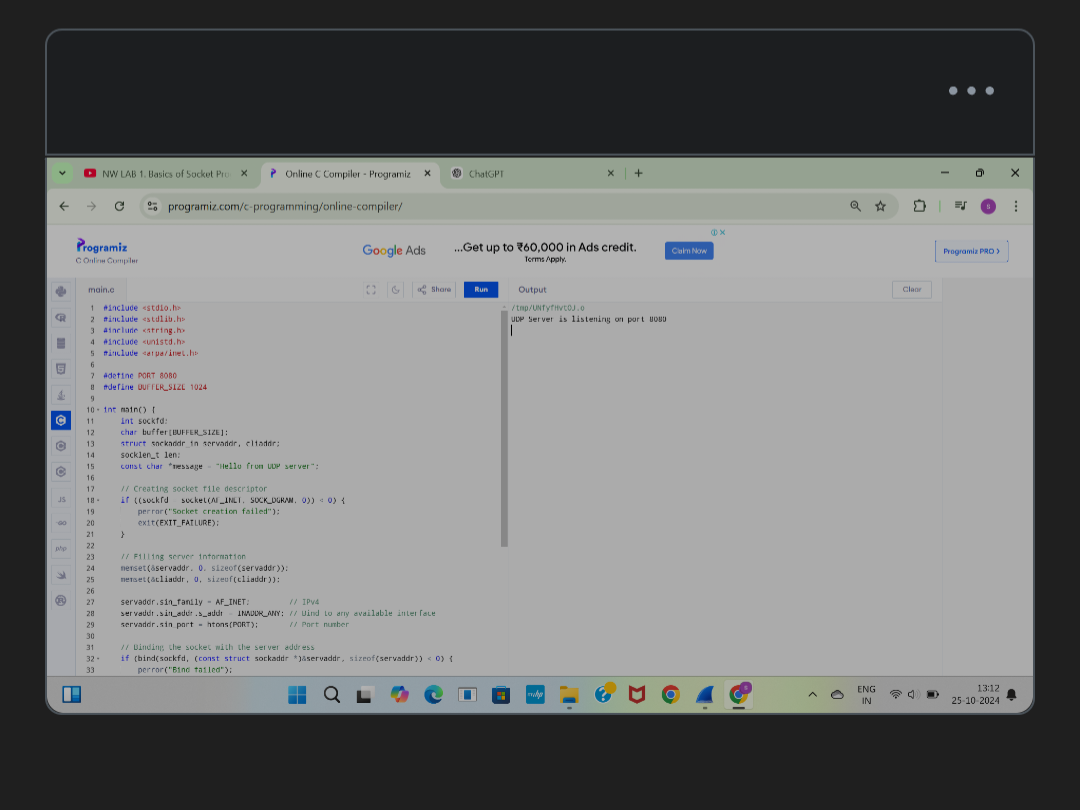 NW LAB 1. Basics of Socket Pro
Online C Compiler - Programiz
ChatGPT
programiz.com/c-programming/online-compiler/
s
Programiz
C Online Compiler
Google Ads
...Get up to ₹60,000 in Ads credit.
Terms Apply.
Claim Now
Programiz PRO >
main.c
Share
Run
Output
Clear
1 #include <stdio.h>
2 #include <stdlib.h>
3 #include <string.h>
4 #include <unistd.h>
5 #include <arpa/inet.h>
6
7 #define PORT 8080
8 #define BUFFER_SIZE 1024
9
10 int main() {
11 int sockfd;
12 char buffer[BUFFER_SIZE];
13 struct sockaddr_in servaddr, cliaddr;
14 socklen_t len;
15 const char *message = "Hello from UDP server";
16
17 // Creating socket file descriptor
18 if ((sockfd = socket(AF_INET, SOCK_DGRAM, 0)) < 0) {
19 perror("Socket creation failed");
20 exit(EXIT_FAILURE);
21 }
22
23 // Filling server information
24 memset(&servaddr, 0, sizeof(servaddr));
25 memset(&cliaddr, 0, sizeof(cliaddr));
26
27 servaddr.sin_family = AF_INET; // IPv4
28 servaddr.sin_addr.s_addr = INADDR_ANY; // Bind to any available interface
29 servaddr.sin_port = htons(PORT); // Port number
30
31 // Binding the socket with the server address
32 if (bind(sockfd, (const struct sockaddr *)&servaddr, sizeof(servaddr)) < 0) {
33 perror("Bind failed");
UDP Server is listening on port 8080
JS
GO
php
myhp
ENG
IN
13:12
25-10-2024